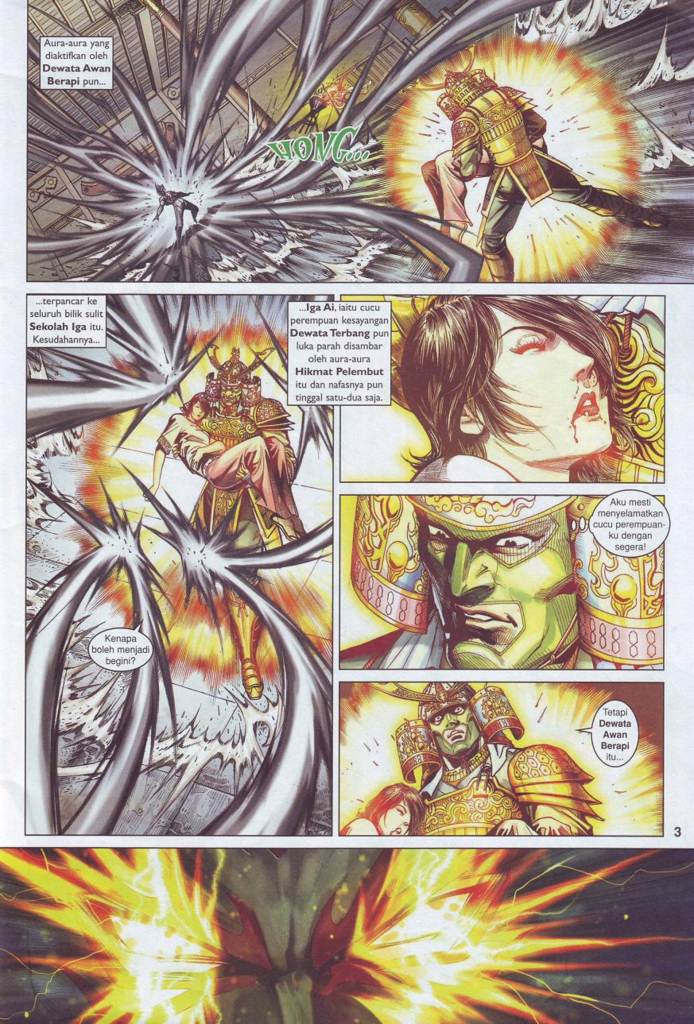 Aura-aura yang
diaktifkan oleh
Dewata Awan
Berapi pun...
HONG...
...terpancar ke
seluruh bilik sulit
Sekolah Iga itu.
Kesudahannya...
...Iga Ai, iaitu cucu
perempuan kesayangan
Dewata Terbang pun
luka parah disambar
oleh aura-aura
Hikmat Pelembut
itu dan nafasnya pun
tinggal satu-dua saja.
Aku mesti
menyelamatkan
cucu perempuan-
ku dengan
segera!
Kenapa
boleh menjadi
begini?
Tetapi
Dewata
Awan
Berapi
itu...
3